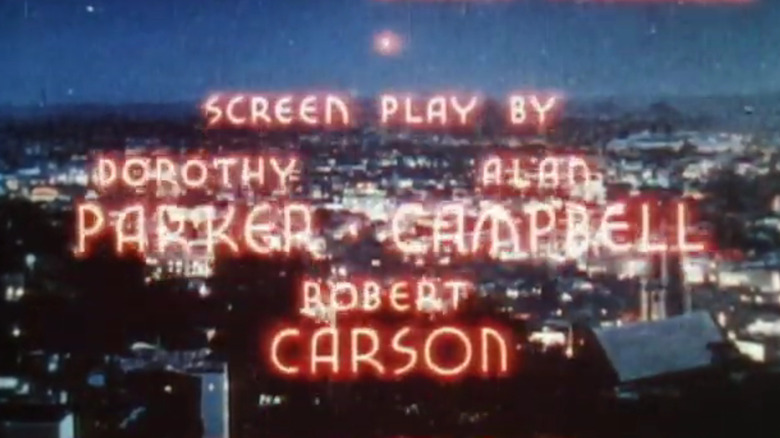 SCREEN PLAY BY
DOROTHY ALAN
PARKER CAMPBELL
ROBERT
CARSON